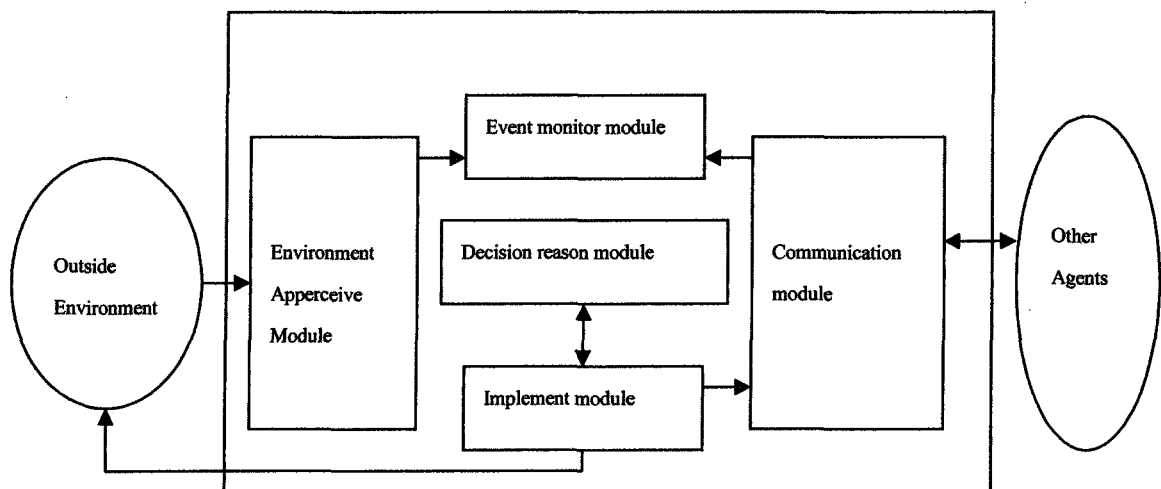 Outside
Environment
Environment
Apperceive
Module
Event monitor module
Decision reason module
Implement module
Communication
module
Other
Agents